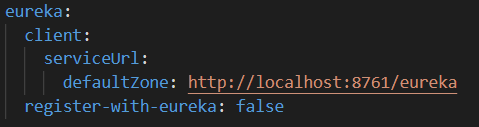 eureka:
  client:
    serviceUrl:
      defaultZone: http://localhost:8761/eureka
  register-with-eureka: false